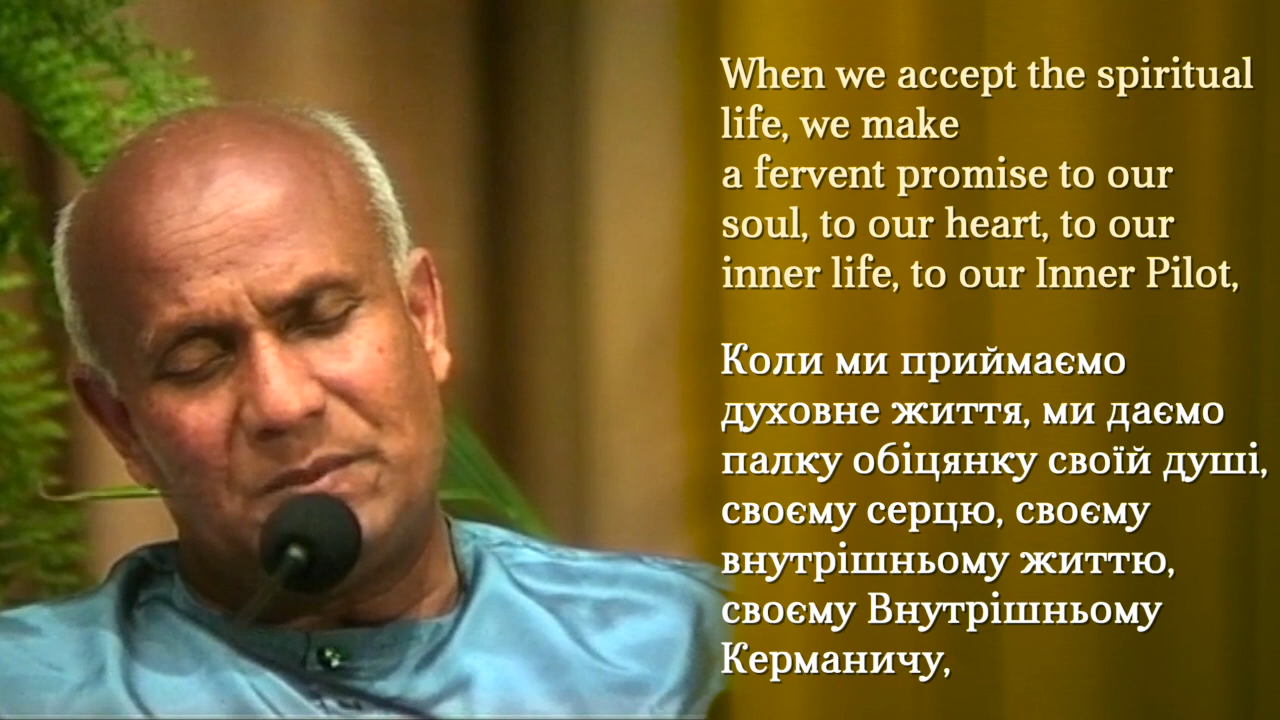 When we accept the spiritual
life, we make
a fervent promise to our
soul, to our heart, to our
inner life, to our Inner Pilot,
Коли ми приймаємо
духовне життя, ми даємо
палку обіцянку своїй душі,
своєму серцю, своєму
внутрішньому життю,
своєму Внутрішньому
Керманичу,